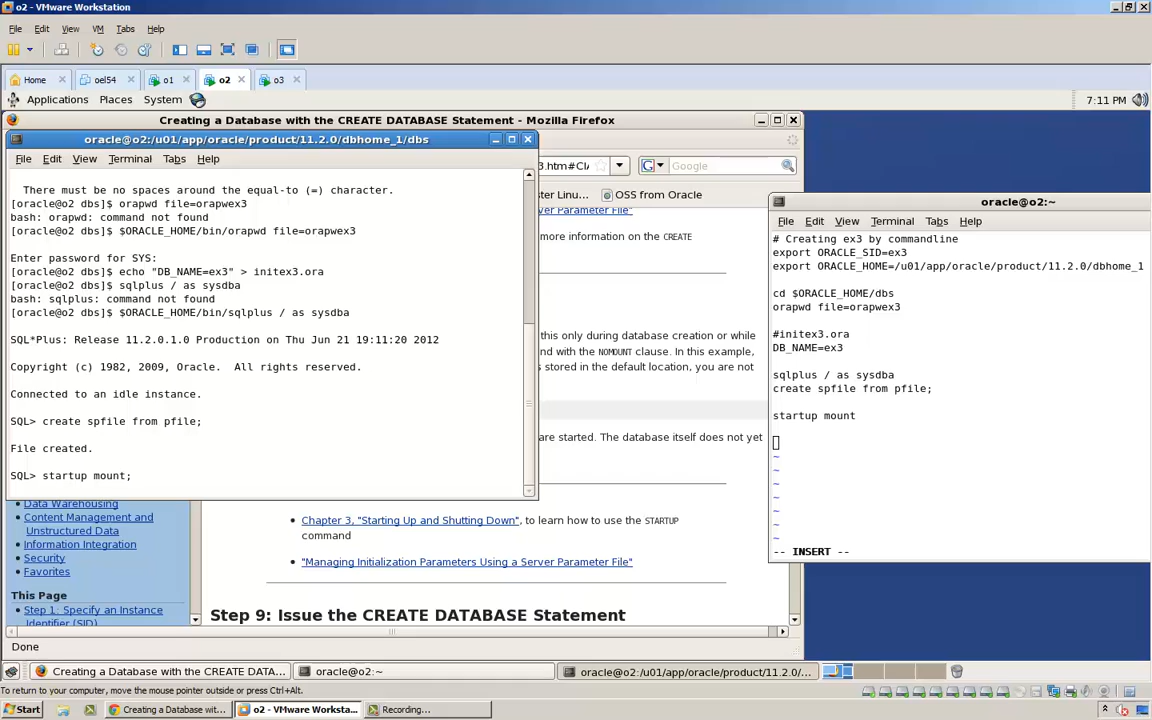 o2 - VMware Workstation
File Edit View VM Tabs Help
Home oel54 o1 o2 o3
Applications Places System 7:11 PM
Creating a Database with the CREATE DATABASE Statement - Mozilla Firefox
oracle@o2:/u01/app/oracle/product/11.2.0/dbhome_1/dbs
File Edit View Terminal Tabs Help
There must be no spaces around the equal-to (=) character.
[oracle@o2 dbs]$ orapwd file=orapwex3
bash: orapwd: command not found
[oracle@o2 dbs]$ $ORACLE_HOME/bin/orapwd file=orapwex3
Enter password for SYS:
[oracle@o2 dbs]$ echo "DB_NAME=ex3" > initex3.ora
[oracle@o2 dbs]$ sqlplus / as sysdba
bash: sqlplus: command not found
[oracle@o2 dbs]$ $ORACLE_HOME/bin/sqlplus / as sysdba
SQL*Plus: Release 11.2.0.1.0 Production on Thu Jun 21 19:11:20 2012
Copyright (c) 1982, 2009, Oracle.  All rights reserved.
Connected to an idle instance.
SQL> create spfile from pfile;
File created.
SQL> startup mount;
3.htm#CIA
Google
ster Linu... OSS from Oracle
rver Parameter File"
more information on the CREATE
this only during database creation or while
nd with the NOMOUNT clause. In this example,
s stored in the default location, you are not
are started. The database itself does not yet
Chapter 3, "Starting Up and Shutting Down", to learn how to use the STARTUP
command
"Managing Initialization Parameters Using a Server Parameter File"
Step 9: Issue the CREATE DATABASE Statement
Data Warehousing
Content Management and
Unstructured Data
Information Integration
Security
Favorites
This Page
Step 1: Specify an Instance
Identifier (SID)
Done
oracle@o2:~
File Edit View Terminal Tabs Help
# Creating ex3 by commandline
export ORACLE_SID=ex3
export ORACLE_HOME=/u01/app/oracle/product/11.2.0/dbhome_1
cd $ORACLE_HOME/dbs
orapwd file=orapwex3
#initex3.ora
DB_NAME=ex3
sqlplus / as sysdba
create spfile from pfile;
startup mount
~
~
~
~
~
~
~
-- INSERT --
Creating a Database with the CREATE DATA... oracle@o2:~ oracle@o2:/u01/app/oracle/product/11.2.0/...
To return to your computer, move the mouse pointer outside or press Ctrl+Alt.
Start Creating a Database wit... o2 - VMware Worksta... Recording... 7:11 PM